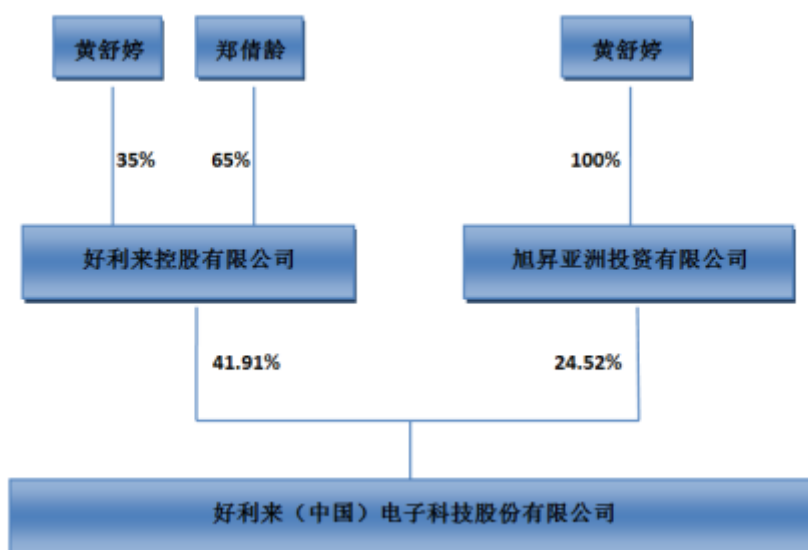 黄舒婷
郑倩龄
黄舒婷
35%
65%
100%
好利来控股有限公司
旭昇亚洲投资有限公司
41.91%
24.52%
好利来（中国）电子科技股份有限公司